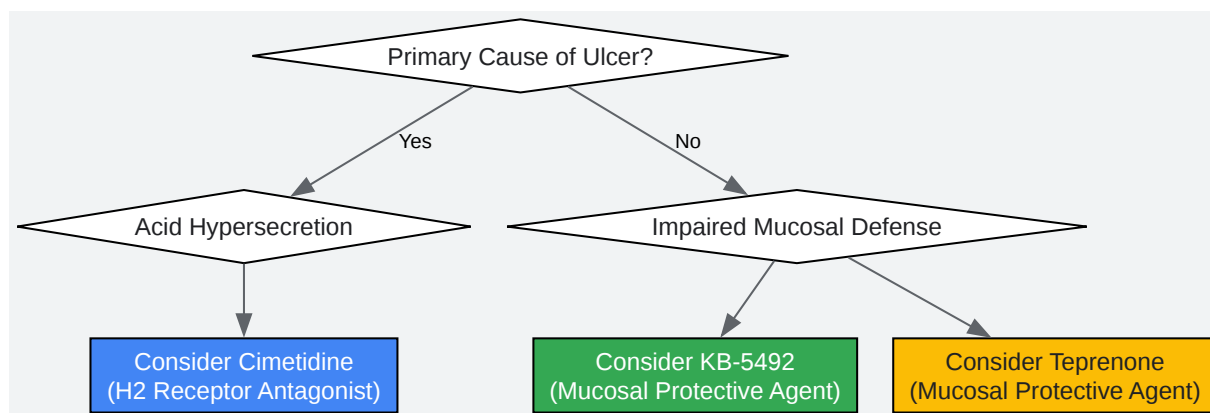 Primary Cause of Ulcer?
Yes
No
Acid Hypersecretion
Impaired Mucosal Defense
Consider Cimetidine
(H2 Receptor Antagonist)
Consider KB-5492
(Mucosal Protective Agent)
Consider Teprenone
(Mucosal Protective Agent)